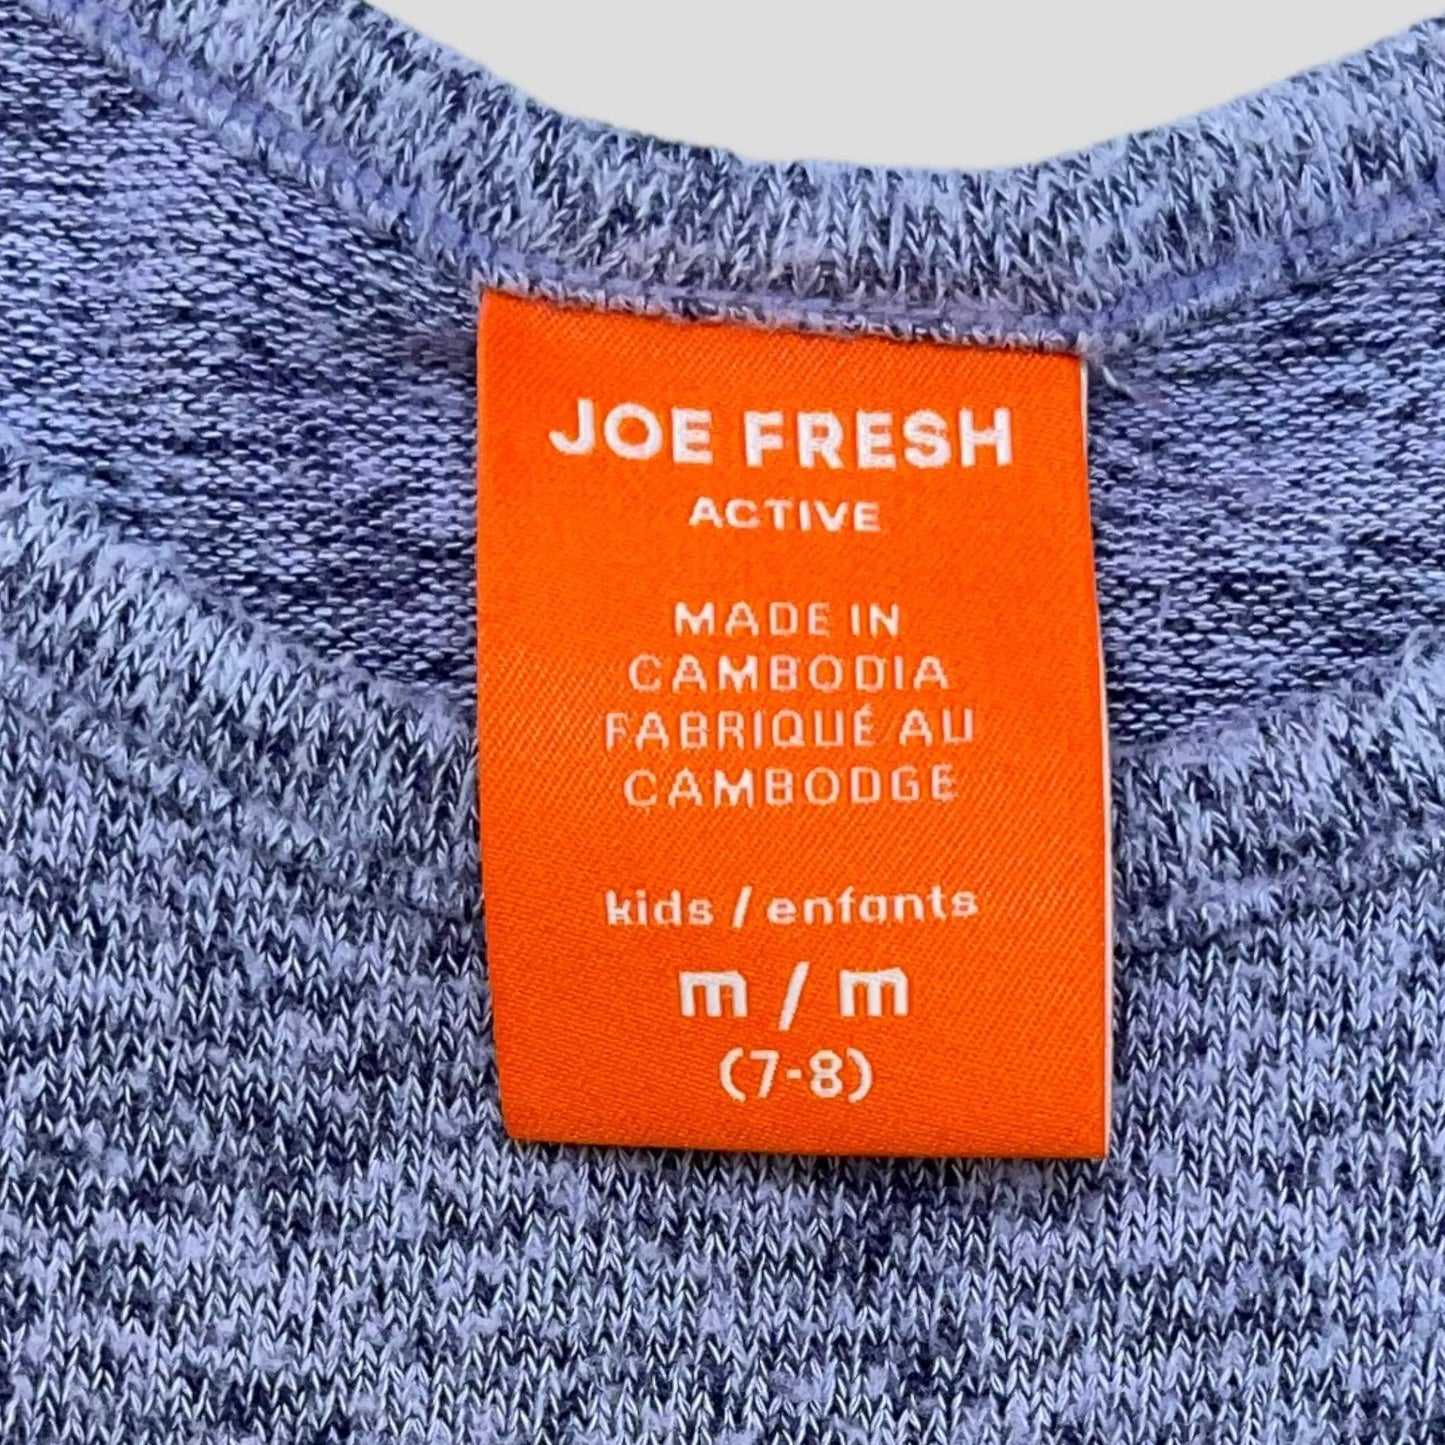 JOE FRESH
ACTIVE
MADE IN
CAMBODIA
FABRIQUÉ AU
CAMBODGE
kids / enfants
m / m
(7-8)